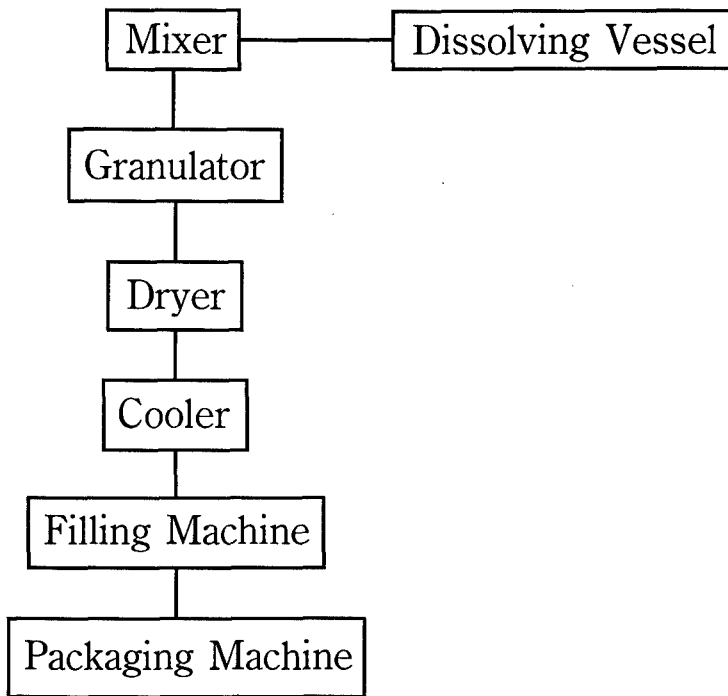 Mixer
Dissolving Vessel
Granulator
Dryer
Cooler
Filling Machine
Packaging Machine